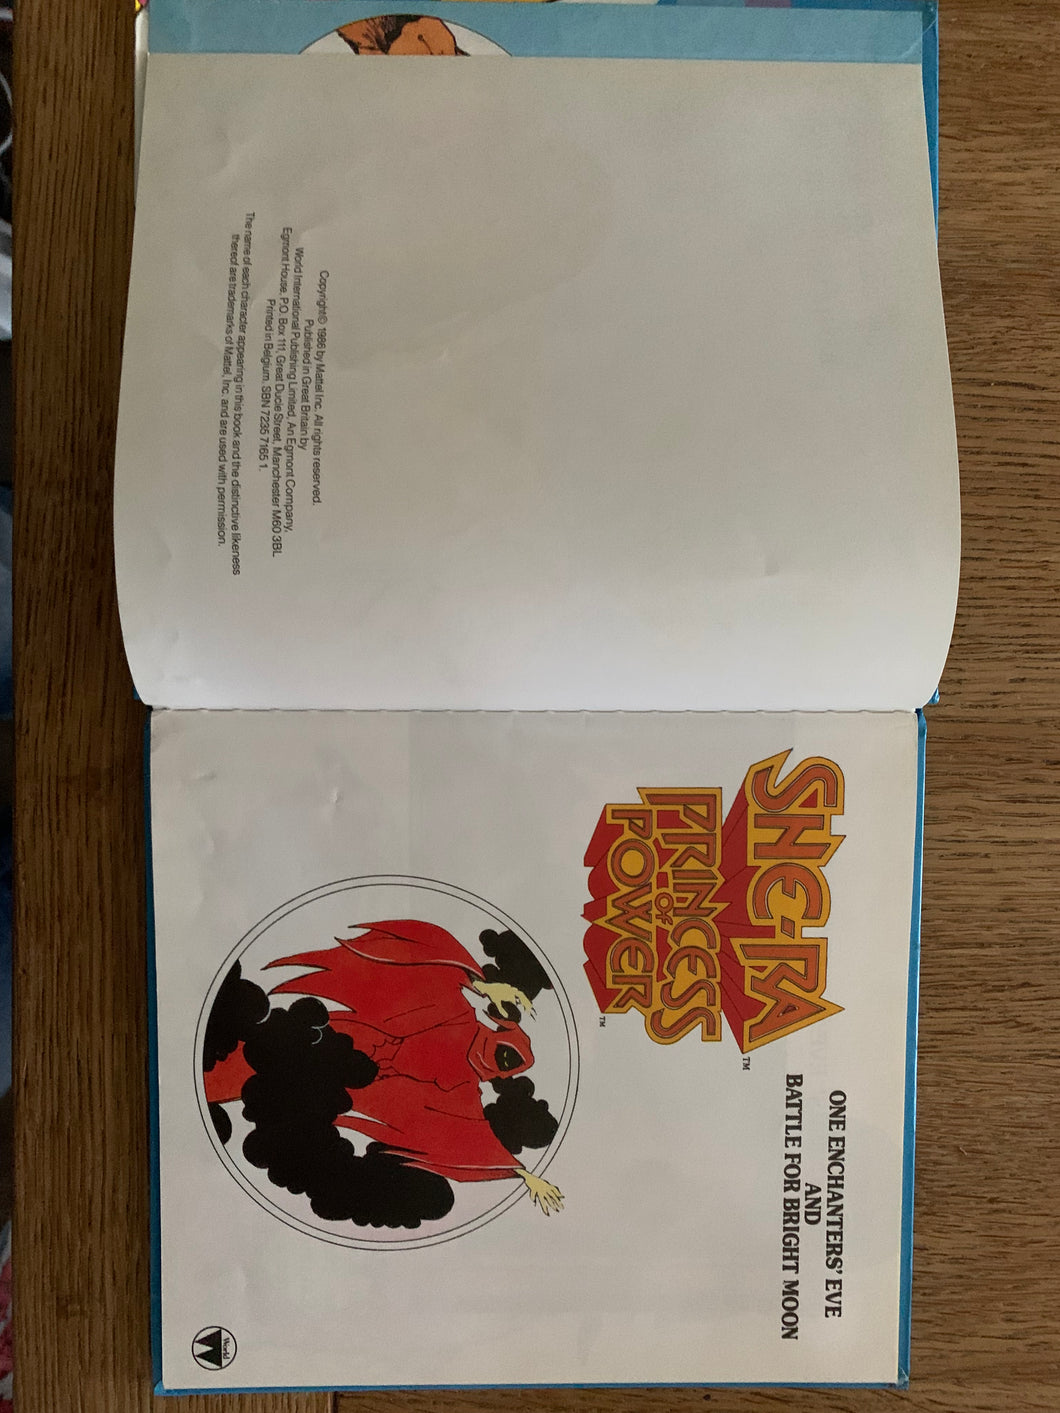 Copyright© 1986 by Mattel Inc. All rights reserved.
Published in Great Britain by
World International Publishing Limited, An Egmont Company,
Egmont House, P.O. Box 111, Great Ducie Street, Manchester M60 3BL
Printed in Belgium. SBN 7235 7165 1.
The name of each character appearing in this book and the distinctive likeness
thereof are trademarks of Mattel, Inc. and are used with permission.
SHE-RA™
PRINCESS
OF
POWER™
ONE ENCHANTERS' EVE
AND
BATTLE FOR BRIGHT MOON
World